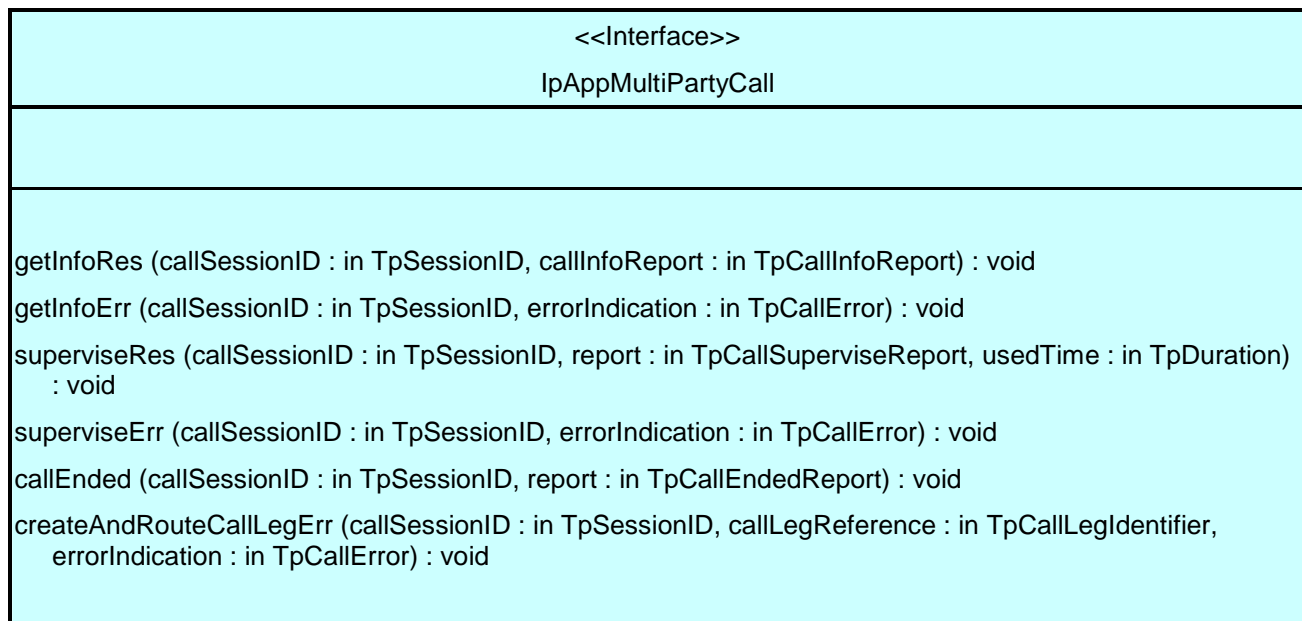 <<Interface>>
IpAppMultiPartyCall
getInfoRes (callSessionID : in TpSessionID, callInfoReport : in TpCallInfoReport) : void
getInfoErr (callSessionID : in TpSessionID, errorIndication : in TpCallError) : void
superviseRes (callSessionID : in TpSessionID, report : in TpCallSuperviseReport, usedTime : in TpDuration)
: void
superviseErr (callSessionID : in TpSessionID, errorIndication : in TpCallError) : void
callEnded (callSessionID : in TpSessionID, report : in TpCallEndedReport) : void
createAndRouteCallLegErr (callSessionID : in TpSessionID, callLegReference : in TpCallLegIdentifier,
errorIndication : in TpCallError) : void